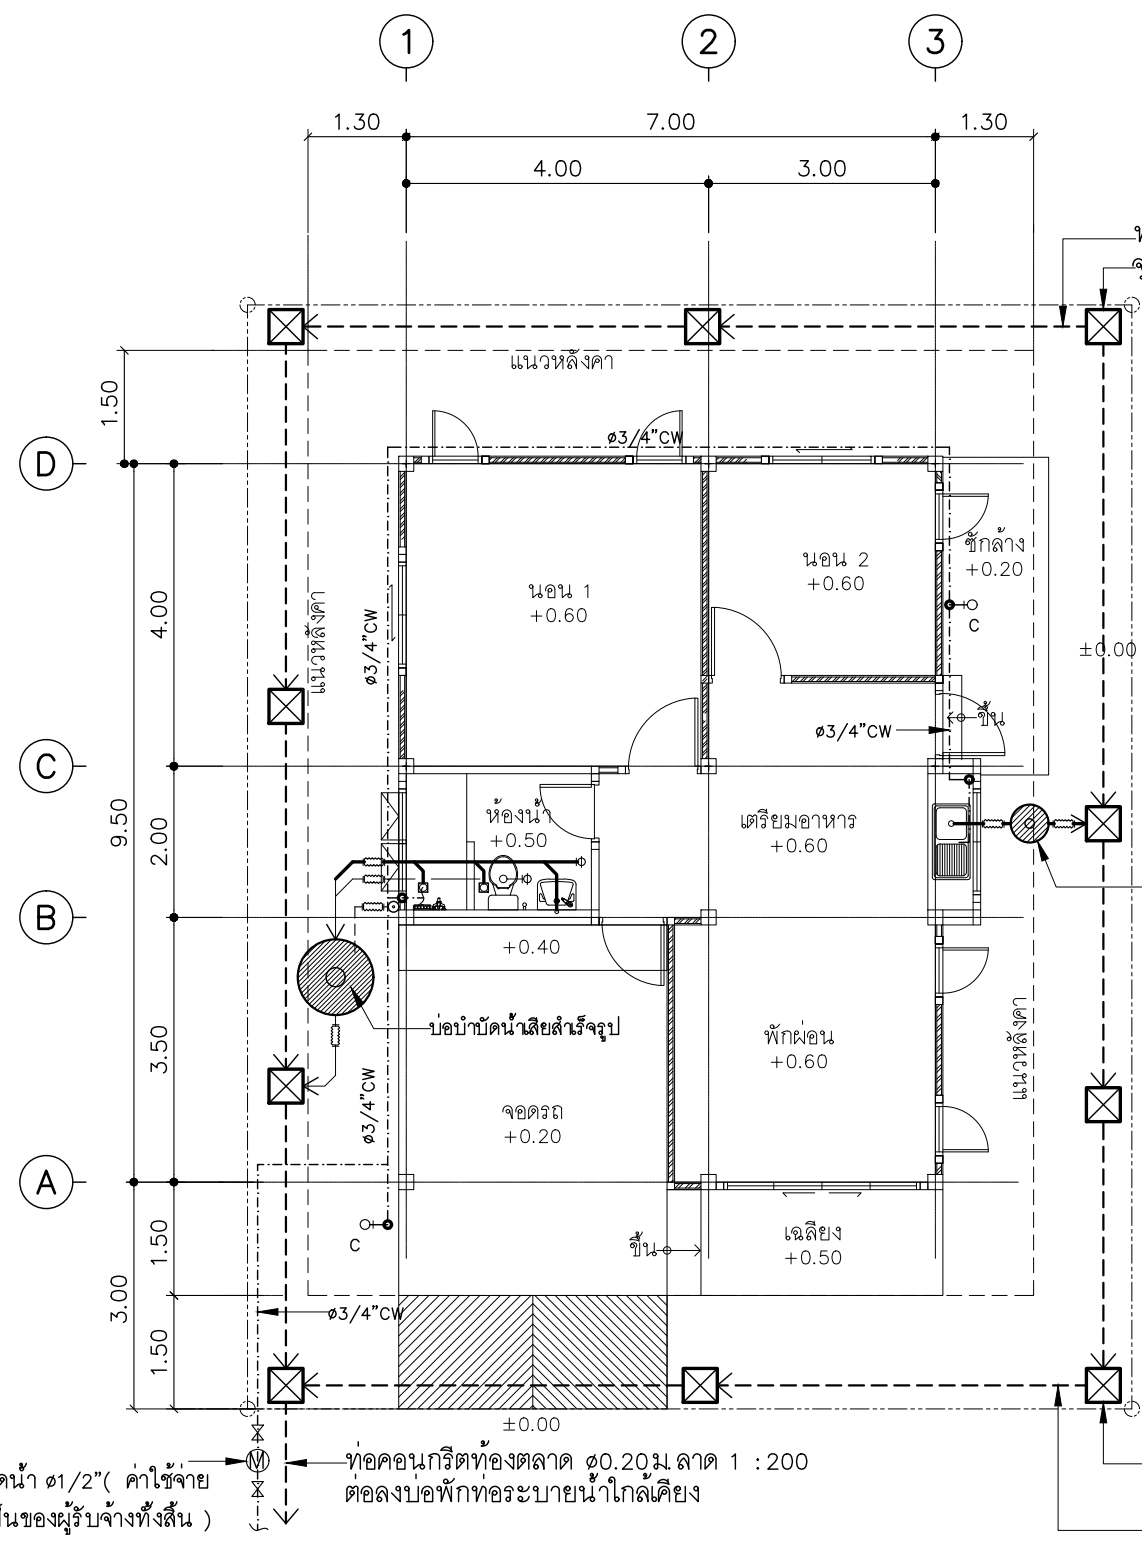 1
2
3
1.30
7.00
1.30
4.00
3.00
แนวหลังคา
1.50
ø3/4"CW
D
นอน 1
+0.60
นอน 2
+0.60
ซักล้าง
+0.20
C
±0.00
4.00
แนวหลังคา
ø3/4"CW
ø3/4"CW
ขึ้น
C
9.50
2.00
ห้องน้ำ
+0.50
เตรียมอาหาร
+0.60
B
+0.40
บ่อบำบัดน้ำเสียสำเร็จรูป
พักผ่อน
+0.60
แนวหลังคา
3.50
ø3/4"CW
จอดรถ
+0.20
A
C
ขึ้น
เฉลียง
+0.50
3.00
1.50
1.50
ø3/4"CW
±0.00
M
ท่อคอนกรีตท้องตลาด ø0.20ม.ลาด 1 :200
ต่อลงบ่อพักท่อระบายน้ำใกล้เคียง
ดน้ำ ø1/2"( ค่าใช้จ่าย
ป็นของผู้รับจ้างทั้งสิ้น )